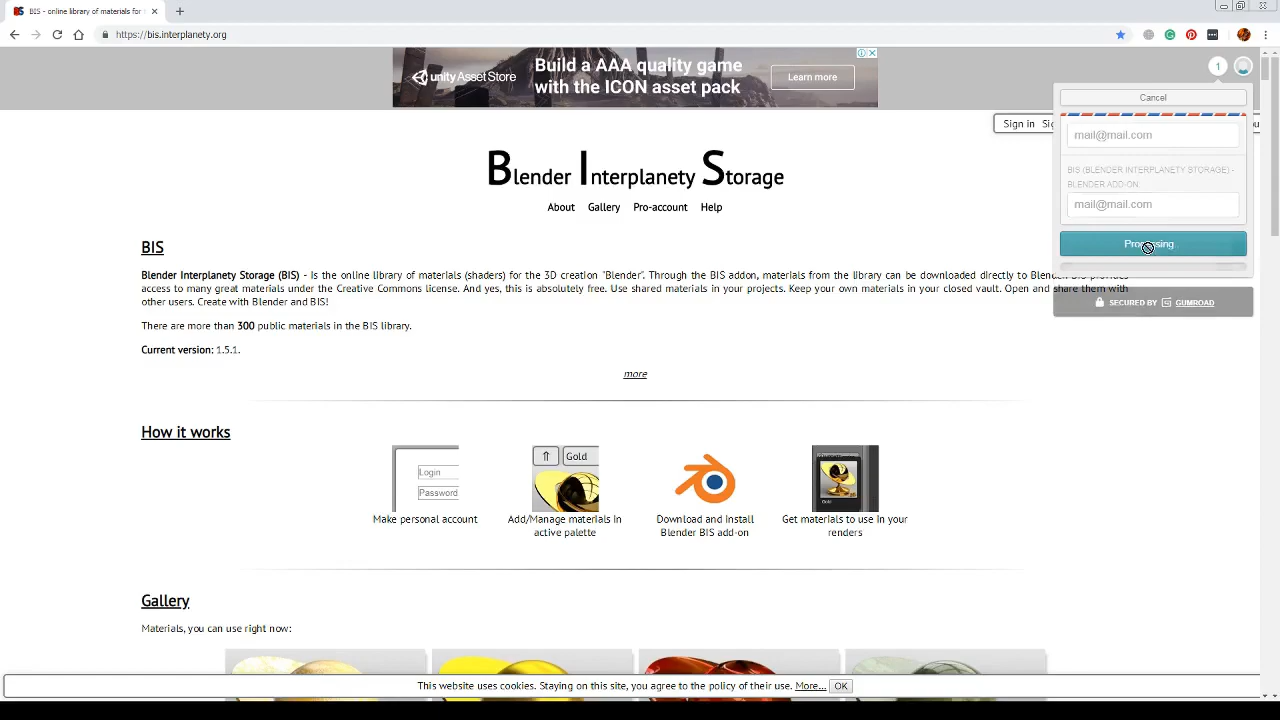 BIS - online library of materials for
https://bis.interplanety.org
unity Asset Store
Build a AAA quality game
with the ICON asset pack
Learn more
1
Cancel
Sign in
mail@mail.com
BIS (BLENDER INTERPLANETY STORAGE) -
BLENDER ADD-ON:
mail@mail.com
SECURED BY GUMROAD
Blender Interplanety Storage
About Gallery Pro-account Help
BIS
Blender Interplanety Storage (BIS) - is the online library of materials (shaders) for the 3D creation "Blender". Through the BIS addon, materials from the library can be downloaded directly to
access to many great materials under the Creative Commons license. And yes, this is absolutely free. Use shared materials in your projects. Keep your own materials in your closed vault. Open and share them with
other users. Create with Blender and BIS!
There are more than 300 public materials in the BIS library.
Current version: 1.5.1.
more
How it works
Login
Password
⇑ Gold
Gold
Make personal account
Add/Manage materials in
active palette
Download and install
Blender BIS add-on
Get materials to use in your
renders
Gallery
Materials, you can use right now:
This website uses cookies. Staying on this site, you agree to the policy of their use. More... OK